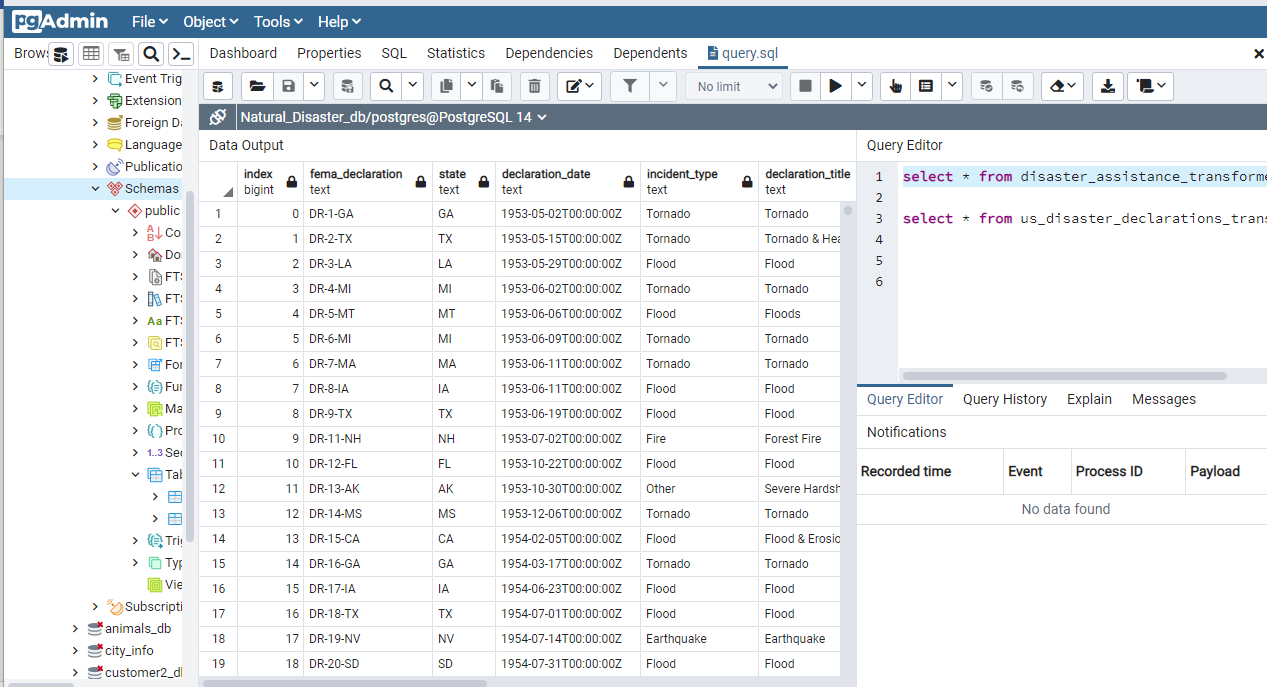 pgAdmin File Object Tools Help
Brows Dashboard Properties SQL Statistics Dependencies Dependents query.sql
No limit
Natural_Disaster_db/postgres@PostgreSQL 14
Event Trig
Extension
Foreign Da
Language
Publicatio
Schemas
public
Co
Do
FTS
FTS
Aa FTS
FTS
For
Fun
Ma
Pro
1..3 Sec
Tab
Trig
Typ
Vie
Subscripti
animals_db
city_info
customer2_d
Data Output
index fema_declaration state declaration_date incident_type declaration_title
bigint text text text text text
1 0 DR-1-GA GA 1953-05-02T00:00:00Z Tornado Tornado
2 1 DR-2-TX TX 1953-05-15T00:00:00Z Tornado Tornado & Hea
3 2 DR-3-LA LA 1953-05-29T00:00:00Z Flood Flood
4 3 DR-4-MI MI 1953-06-02T00:00:00Z Tornado Tornado
5 4 DR-5-MT MT 1953-06-06T00:00:00Z Flood Floods
6 5 DR-6-MI MI 1953-06-09T00:00:00Z Tornado Tornado
7 6 DR-7-MA MA 1953-06-11T00:00:00Z Tornado Tornado
8 7 DR-8-IA IA 1953-06-11T00:00:00Z Flood Flood
9 8 DR-9-TX TX 1953-06-19T00:00:00Z Flood Flood
10 9 DR-11-NH NH 1953-07-02T00:00:00Z Fire Forest Fire
11 10 DR-12-FL FL 1953-10-22T00:00:00Z Flood Flood
12 11 DR-13-AK AK 1953-10-30T00:00:00Z Other Severe Hardsh
13 12 DR-14-MS MS 1953-12-06T00:00:00Z Tornado Tornado
14 13 DR-15-CA CA 1954-02-05T00:00:00Z Flood Flood & Erosio
15 14 DR-16-GA GA 1954-03-17T00:00:00Z Tornado Tornado
16 15 DR-17-IA IA 1954-06-23T00:00:00Z Flood Flood
17 16 DR-18-TX TX 1954-07-01T00:00:00Z Flood Flood
18 17 DR-19-NV NV 1954-07-14T00:00:00Z Earthquake Earthquake
19 18 DR-20-SD SD 1954-07-31T00:00:00Z Flood Flood
Query Editor
1 select * from disaster_assistance_transforme
2
3 select * from us_disaster_declarations_trans
4
5
6
Query Editor Query History Explain Messages
Notifications
Recorded time Event Process ID Payload
No data found